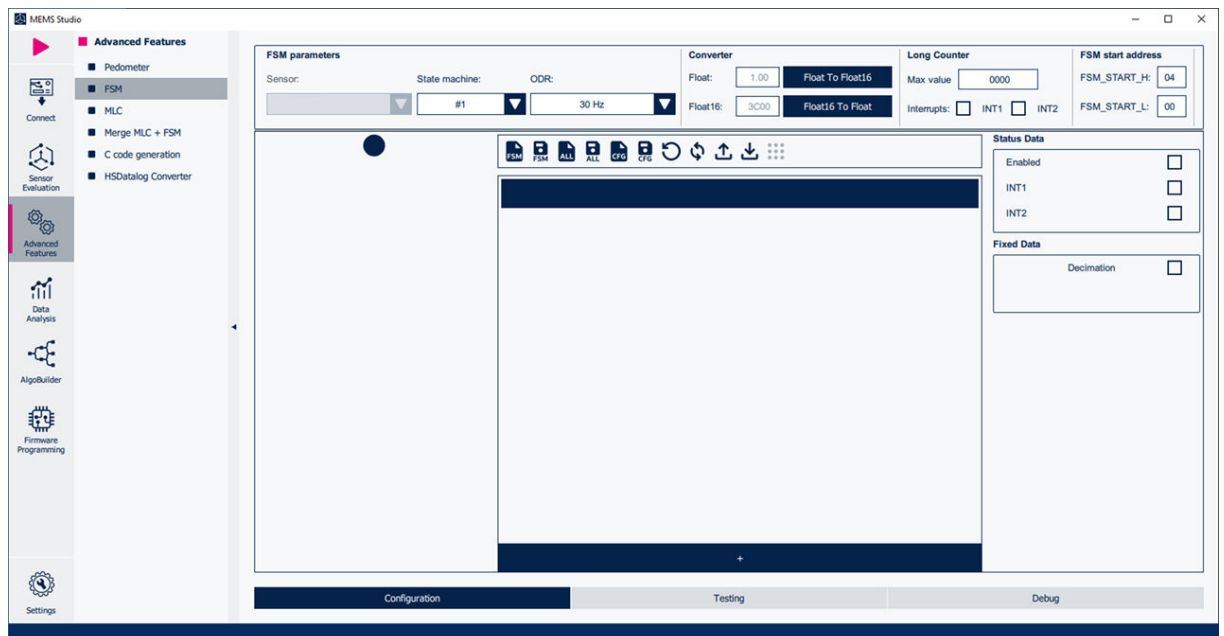 MEMS Studio
Connect
Sensor
Evaluation
Advanced
Features
Data
Analysis
AlgoBuilder
Firmware
Programming
Settings
Advanced Features
Pedometer
FSM
MLC
Merge MLC + FSM
C code generation
HSDatalog Converter
FSM parameters
Sensor:
State machine:
#1
ODR:
30 Hz
Converter
Float: 1.00 Float To Float16
Float16: 3C00 Float16 To Float
Long Counter
Max value 0000
Interrupts: INT1 INT2
FSM start address
FSM_START_H: 04
FSM_START_L: 00
FSM FSM ALL ALL CFG CFG
+
Status Data
Enabled
INT1
INT2
Fixed Data
Decimation
Configuration Testing Debug